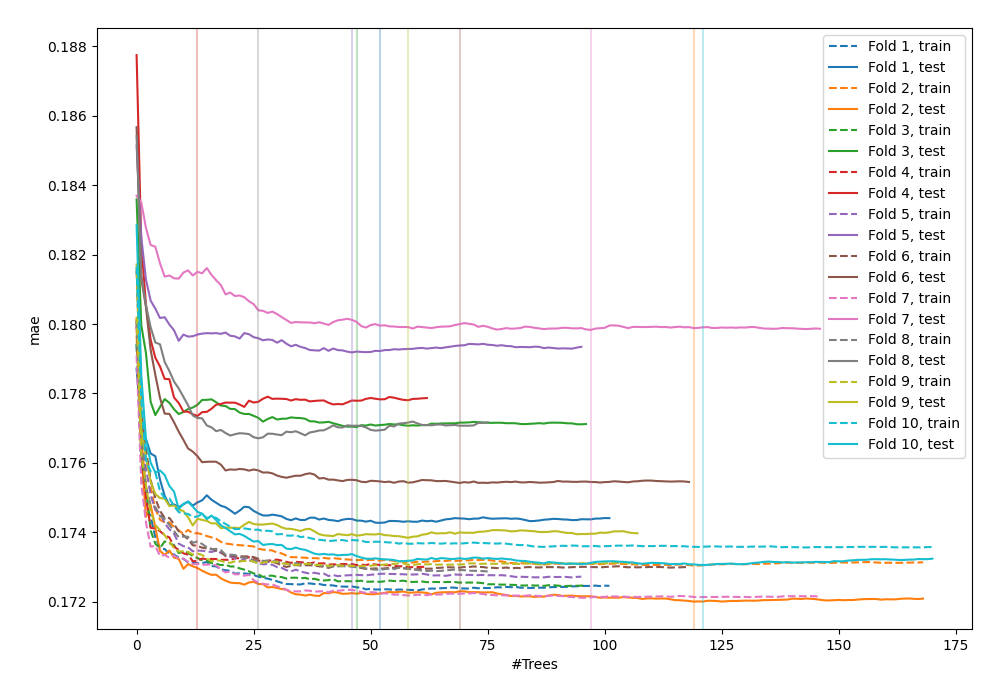 0.188
0.186
0.184
0.182
0.180
0.178
0.176
0.174
0.172
mae
0
25
50
75
100
125
150
175
#Trees
Fold 1, train
Fold 1, test
Fold 2, train
Fold 2, test
Fold 3, train
Fold 3, test
Fold 4, train
Fold 4, test
Fold 5, train
Fold 5, test
Fold 6, train
Fold 6, test
Fold 7, train
Fold 7, test
Fold 8, train
Fold 8, test
Fold 9, train
Fold 9, test
Fold 10, train
Fold 10, test